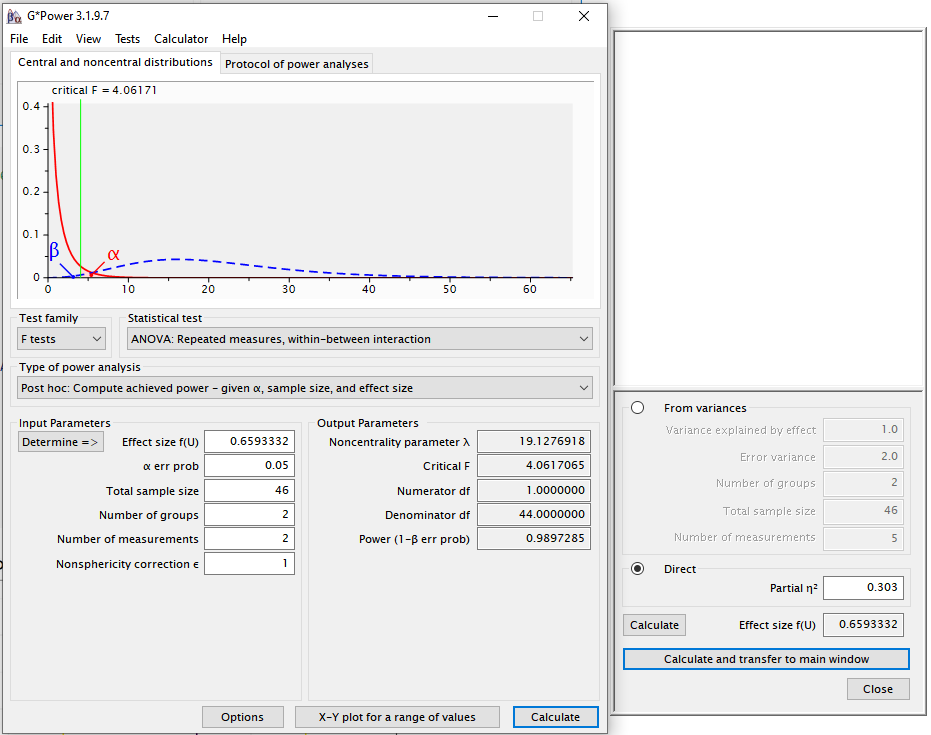 G*Power 3.1.9.7
File Edit View Tests Calculator Help
Central and noncentral distributions Protocol of power analyses
critical F = 4.06171
0.4
0.3
0.2
0.1
0
β α
0 10 20 30 40 50 60
Test family Statistical test
F tests ANOVA: Repeated measures, within-between interaction
Type of power analysis
Post hoc: Compute achieved power - given α, sample size, and effect size
Input Parameters
Determine => Effect size f(U) 0.6593332
α err prob 0.05
Total sample size 46
Number of groups 2
Number of measurements 2
Nonsphericity correction ϵ 1
Output Parameters
Noncentrality parameter λ 19.1276918
Critical F 4.0617065
Numerator df 1.0000000
Denominator df 44.0000000
Power (1-β err prob) 0.9897285
Options X-Y plot for a range of values Calculate
From variances
Variance explained by effect 1.0
Error variance 2.0
Number of groups 2
Total sample size 46
Number of measurements 5
Direct
Partial η² 0.303
Calculate Effect size f(U) 0.6593332
Calculate and transfer to main window
Close